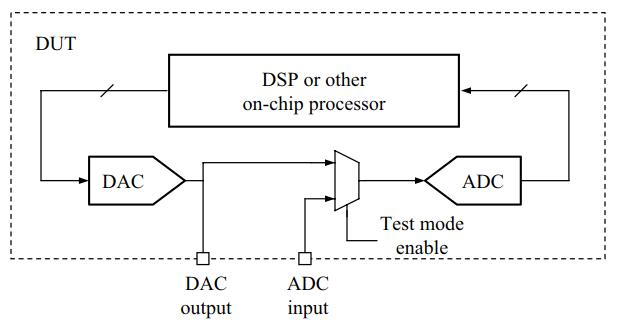 DUT
DSP or other
on-chip processor
DAC
ADC
Test mode
enable
DAC
output
ADC
input